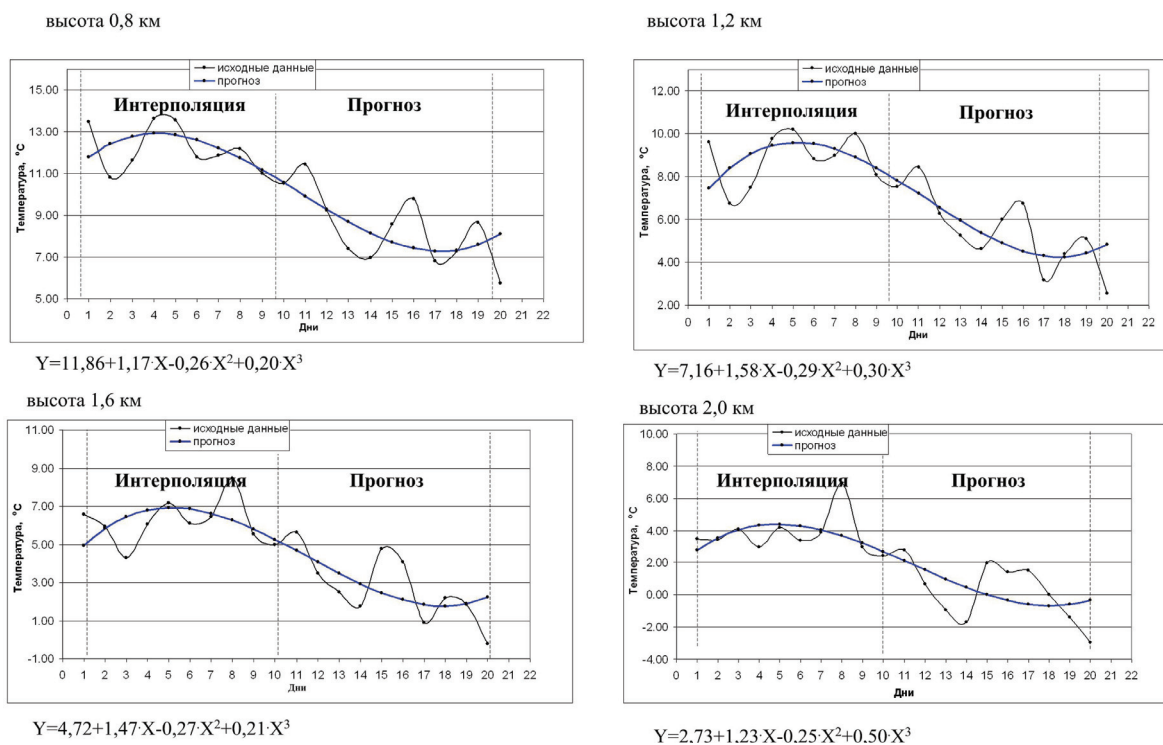 высота 0,8 км
исходные данные
прогноз
Интерполяция Прогноз
Температура, °C
15.00
13.00
11.00
9.00
7.00
5.00
0 1 2 3 4 5 6 7 8 9 10 11 12 13 14 15 16 17 18 19 20 21 22
Дни
Y=11,86+1,17·X-0,26·X²+0,20·X³
высота 1,2 км
исходные данные
прогноз
Интерполяция Прогноз
Температура, °C
12.00
10.00
8.00
6.00
4.00
2.00
0 1 2 3 4 5 6 7 8 9 10 11 12 13 14 15 16 17 18 19 20 21 22
Дни
Y=7,16+1,58·X-0,29·X²+0,30·X³
высота 1,6 км
исходные данные
прогноз
Интерполяция Прогноз
Температура, °C
11.00
9.00
7.00
5.00
3.00
1.00
-1.00
0 1 2 3 4 5 6 7 8 9 10 11 12 13 14 15 16 17 18 19 20 21 22
Дни
Y=4,72+1,47·X-0,27·X²+0,21·X³
высота 2,0 км
исходные данные
прогноз
Интерполяция Прогноз
Температура, °C
10.00
8.00
6.00
4.00
2.00
0.00
-2.00
-4.00
0 1 2 3 4 5 6 7 8 9 10 11 12 13 14 15 16 17 18 19 20 21 22
Дни
Y=2,73+1,23·X-0,25·X²+0,50·X³